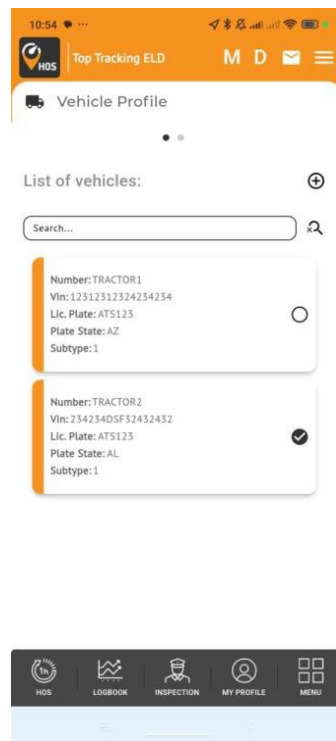 10:54
HOS
Top Tracking ELD
M D
Vehicle Profile
List of vehicles:
Search...
Number:TRACTOR1
Vin:12312312324234234
Lic. Plate:ATS123
Plate State:AZ
Subtype:1
Number:TRACTOR2
Vin:234234DSF32432432
Lic. Plate:ATS123
Plate State:AL
Subtype:1
1h
HOS
LOGBOOK
INSPECTION
MY PROFILE
MENU